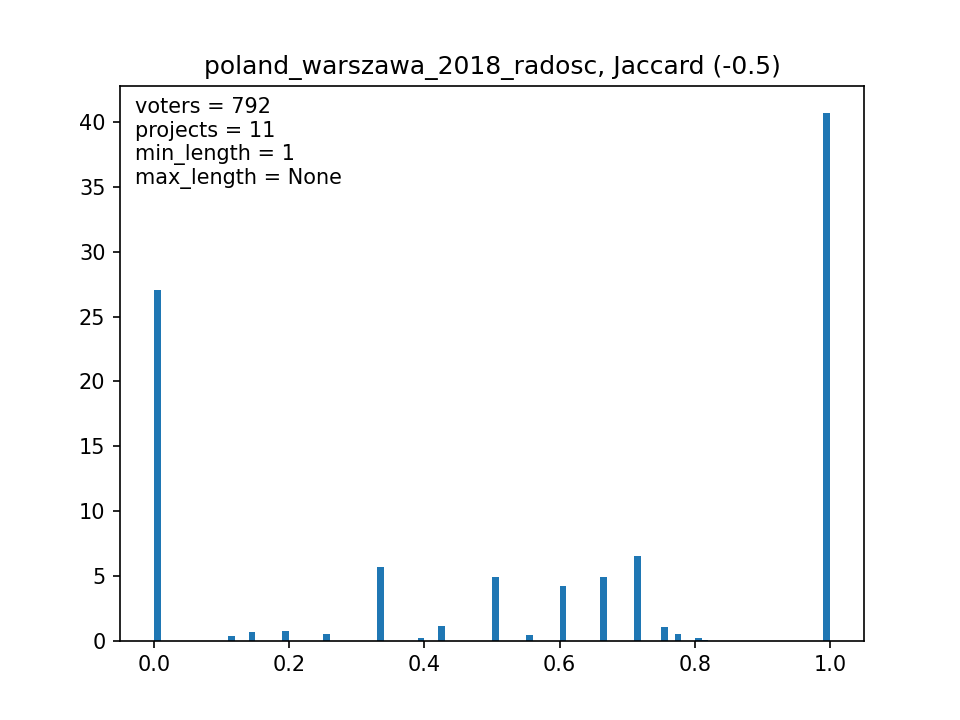 poland_warszawa_2018_radosc, Jaccard (-0.5)
voters = 792
projects = 11
min_length = 1
max_length = None
40
35
30
25
20
15
10
5
0
0.0 0.2 0.4 0.6 0.8 1.0